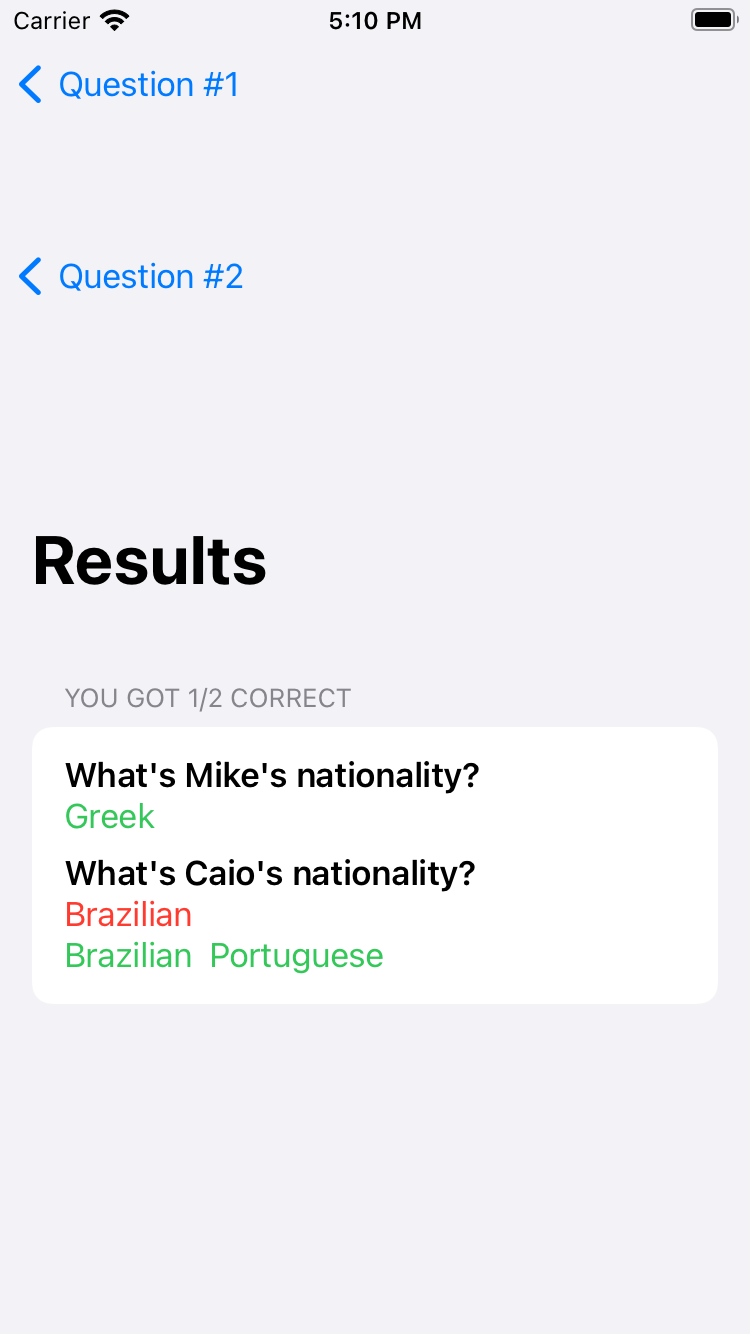 Carrier 5:10 PM
Question #1
Question #2
Results
YOU GOT 1/2 CORRECT
What's Mike's nationality?
Greek
What's Caio's nationality?
Brazilian
Brazilian Portuguese